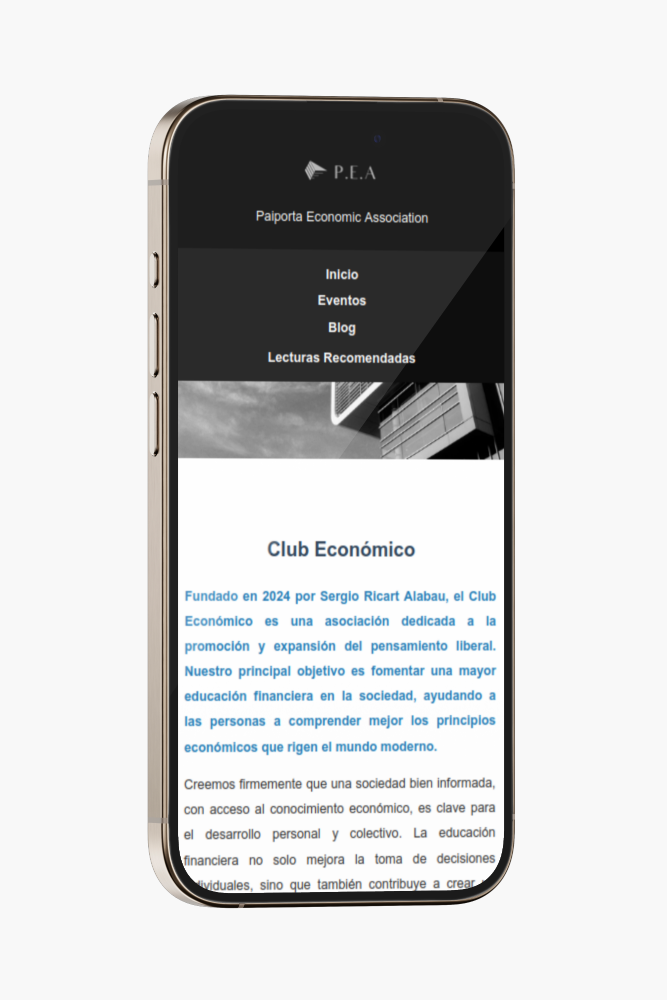 P.E.A
Paiporta Economic Association
Inicio
Eventos
Blog
Lecturas Recomendadas
Club Económico
Fundado en 2024 por Sergio Ricart Alabau, el Club
Económico es una asociación dedicada a la
promoción y expansión del pensamiento liberal.
Nuestro principal objetivo es fomentar una mayor
educación financiera en la sociedad, ayudando a
las personas a comprender mejor los principios
económicos que rigen el mundo moderno.
Creemos firmemente que una sociedad bien informada,
con acceso al conocimiento económico, es clave para
el desarrollo personal y colectivo. La educación
financiera no solo mejora la toma de decisiones
dividuales, sino que también contribuye a crear